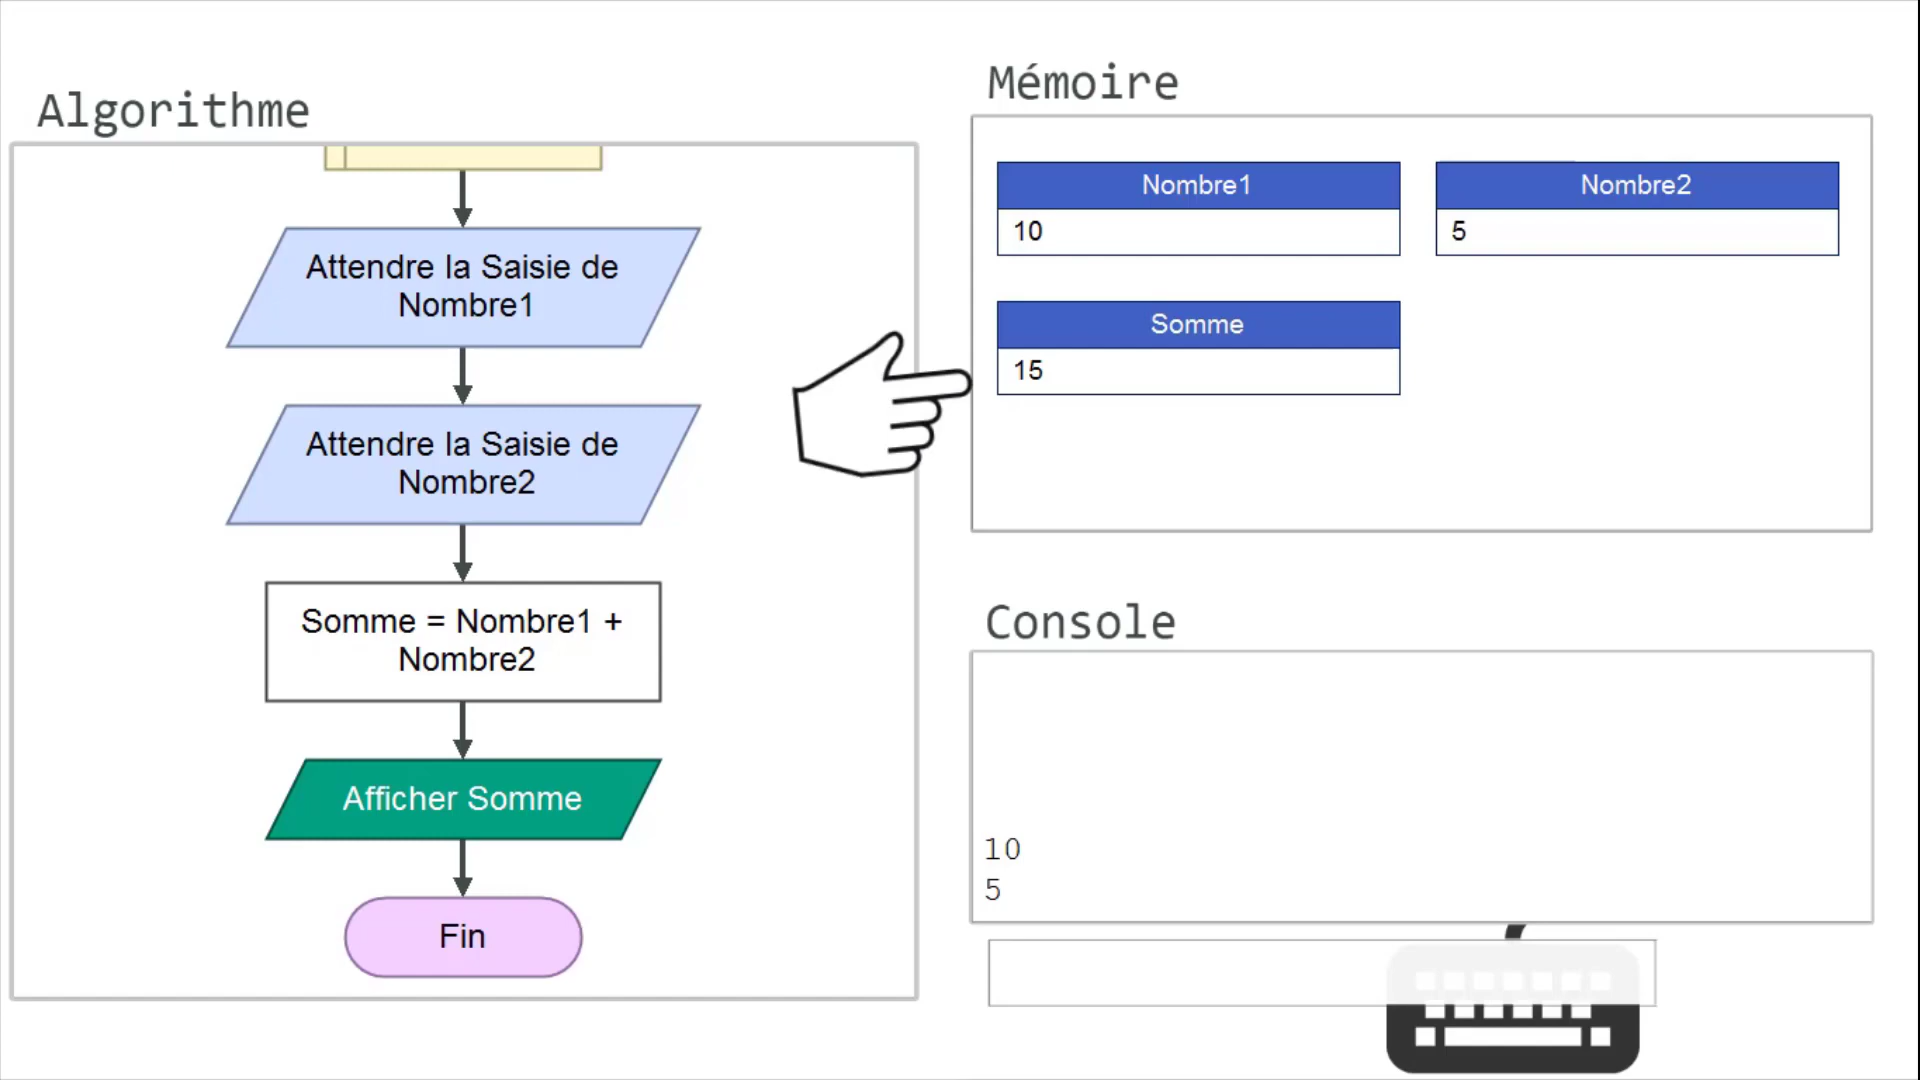 Algorithme
Attendre la Saisie de
Nombre1
Attendre la Saisie de
Nombre2
Somme = Nombre1 +
Nombre2
Afficher Somme
Fin
Mémoire
Nombre1
10
Nombre2
5
Somme
15
Console
10
5